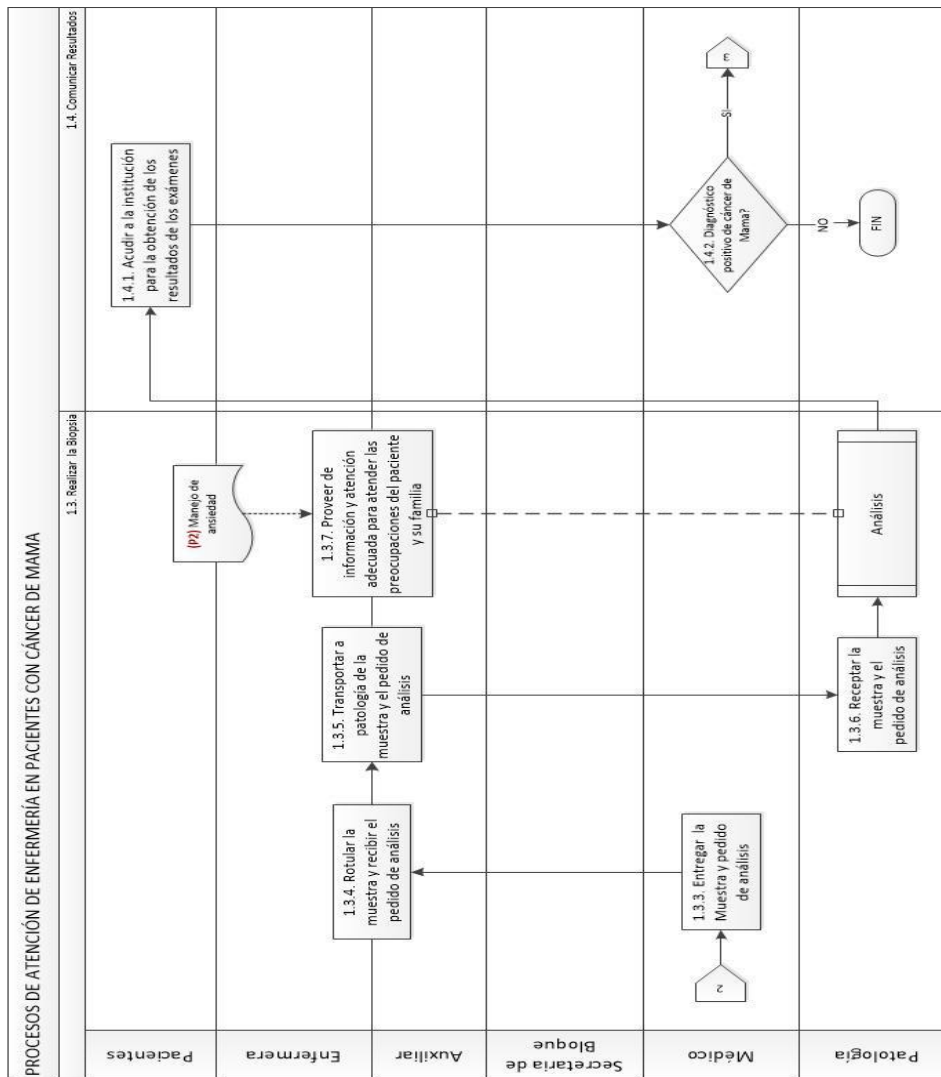 PROCESOS DE ATENCIÓN DE ENFERMERÍA EN PACIENTES CON CÁNCER DE MAMA
1.3. Realizar la Biopsia
1.4. Comunicar Resultados
Pacientes
(P2) Manejo de
ansiedad
1.4.1. Acudir a la institución
para la obtención de los
resultados de los exámenes
Enfermera
Auxiliar
1.3.4. Rotular la
muestra y recibir el
pedido de análisis
1.3.5. Transportar a
patología de la
muestra y el pedido de
análisis
1.3.7. Proveer de
información y atención
adecuada para atender las
preocupaciones del paciente
y su familia
Secretaria de
Bloque
Médico
2
1.3.3. Entregar la
Muestra y pedido
de análisis
1.4.2. Diagnóstico
positivo de cáncer de
Mama?
SI
3
NO
Patología
1.3.6. Receptar la
muestra y el
pedido de análisis
Análisis
FIN